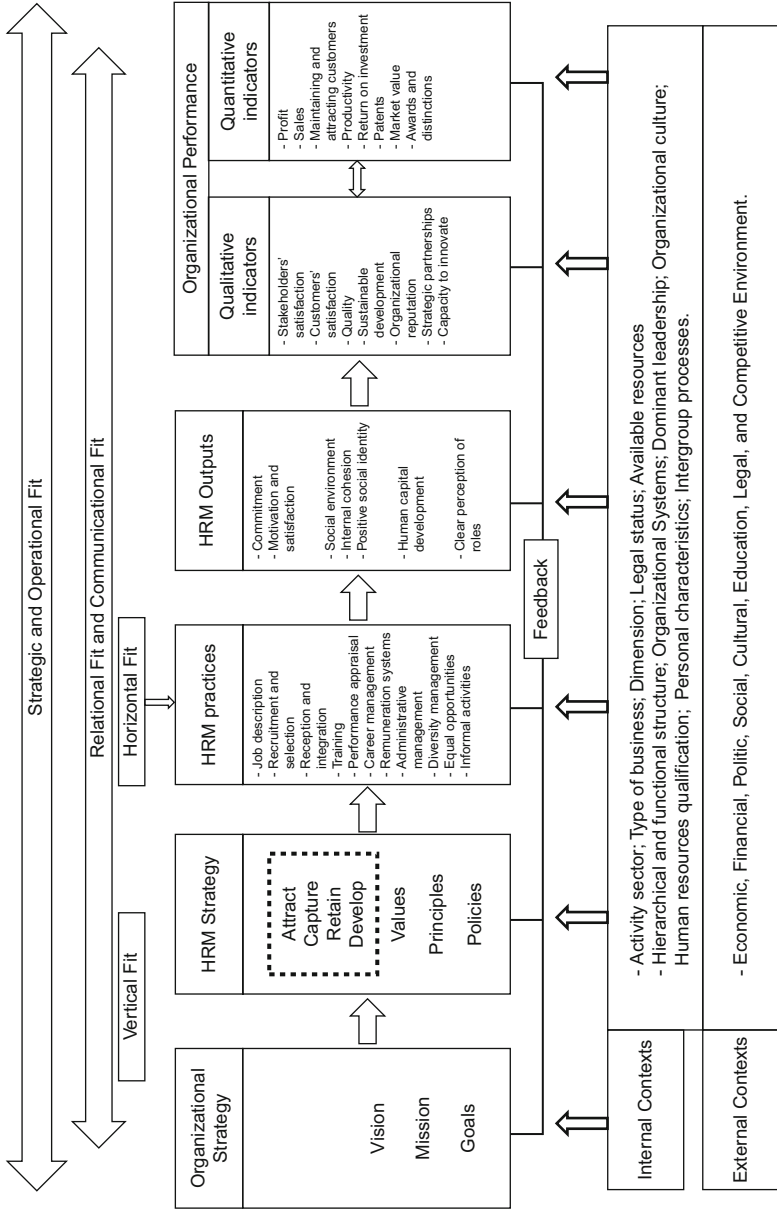 Strategic and Operational Fit
Relational Fit and Communicational Fit
Vertical Fit
Horizontal Fit
Organizational
Strategy
Vision
Mission
Goals
HRM Strategy
Attract
Capture
Retain
Develop
Values
Principles
Policies
HRM practices
- Job description
- Recruitment and
selection
- Reception and
integration
- Training
- Performance appraisal
- Career management
- Remuneration systems
- Administrative
management
- Diversity management
- Equal opportunities
- Informal activities
HRM Outputs
- Commitment
- Motivation and
satisfaction
- Social environment
- Internal cohesion
- Positive social identity
- Human capital
development
- Clear perception of
roles
Organizational Performance
Qualitative
indicators
- Stakeholders'
satisfaction
- Customers'
satisfaction
- Quality
- Sustainable
development
- Organizational
reputation
- Strategic partnerships
- Capacity to innovate
Quantitative
indicators
- Profit
- Sales
- Maintaining and
attracting customers
- Productivity
- Return on investment
- Patents
- Market value
- Awards and
distinctions
Feedback
Internal Contexts
- Activity sector; Type of business; Dimension; Legal status; Available resources
- Hierarchical and functional structure; Organizational Systems; Dominant leadership; Organizational culture;
Human resources qualification; Personal characteristics; Intergroup processes.
External Contexts
- Economic, Financial, Politic, Social, Cultural, Education, Legal, and Competitive Environment.